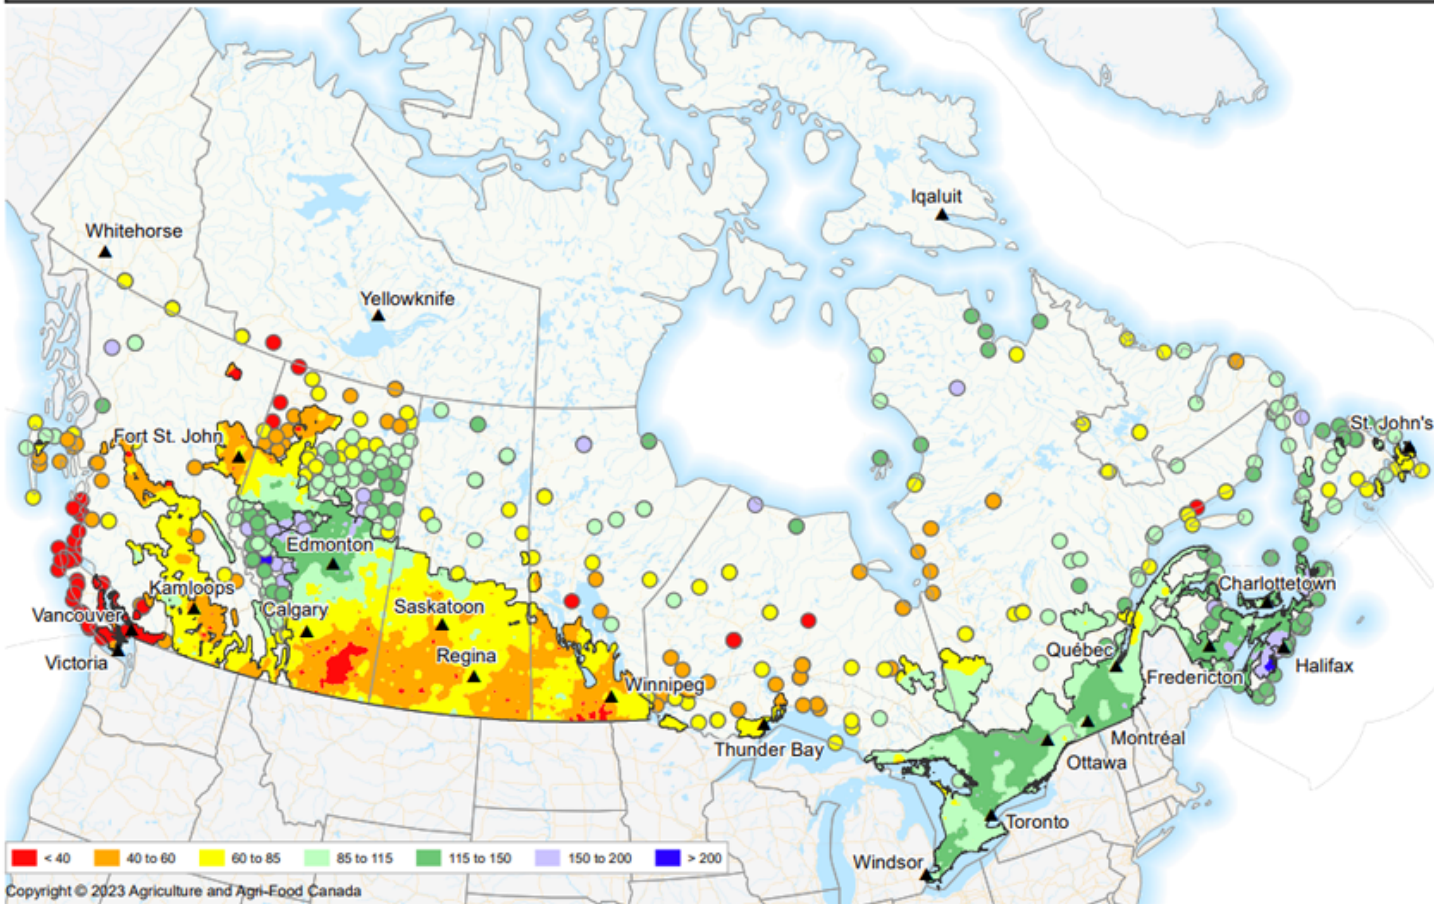 Iqaluit
Whitehorse
Yellowknife
St. John's
Fort St. John
Edmonton
Charlottetown
Kamloops
Vancouver
Calgary
Saskatoon
Québec
Regina
Victoria
Halifax
Fredericton
Winnipeg
Montréal
Thunder Bay
Ottawa
Toronto
< 40 40 to 60 60 to 85 85 to 115 115 to 150 150 to 200 > 200
Windsor
Copyright © 2023 Agriculture and Agri-Food Canada